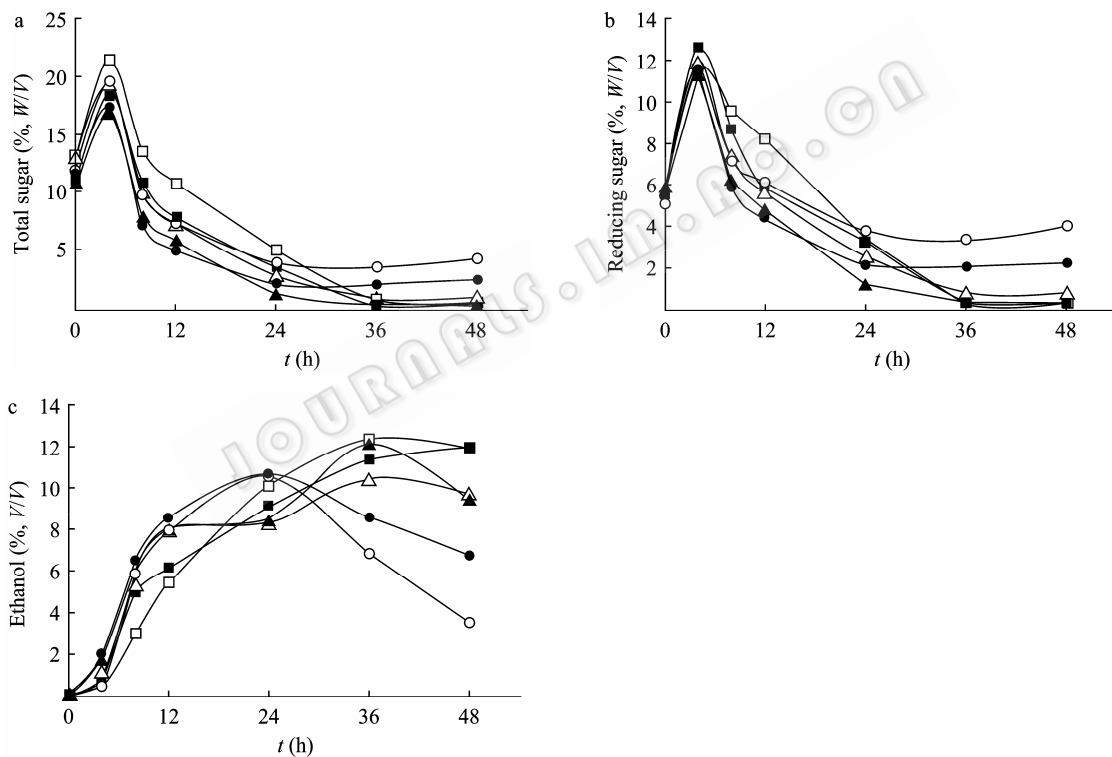 a
25
20
15
10
5
Total sugar (%, W/V)
0 12 24 36 48
t (h)
b
14
12
10
8
6
4
2
Reducing sugar (%, W/V)
0 12 24 36 48
t (h)
c
14
12
10
8
6
4
2
Ethanol (%, V/V)
0 12 24 36 48
t (h)
JOURNALS.IM.AC.CN